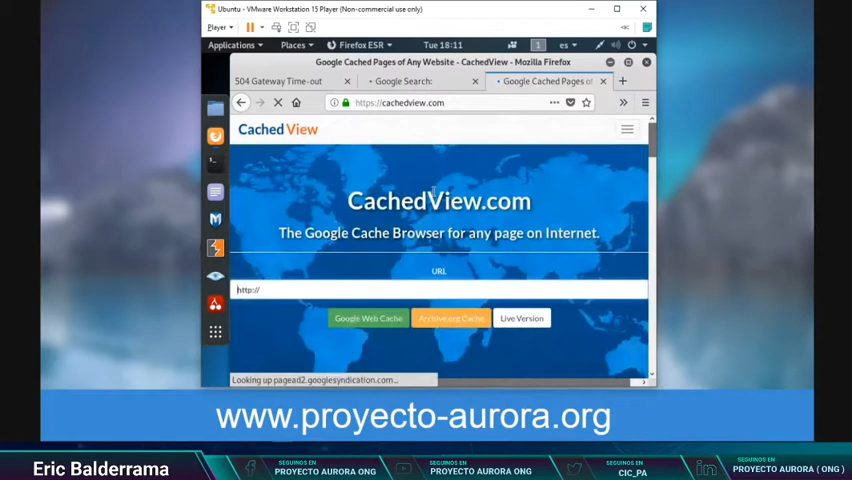 Ubuntu - VMware Workstation 15 Player (Non-commercial use only)
Player
Applications Places Firefox ESR Tue 18:11 1 es
Google Cached Pages of Any Website - CachedView - Mozilla Firefox
504 Gateway Time-out Google Search: Google Cached Pages of
https://cachedview.com
Cached View
CachedView.com
The Google Cache Browser for any page on Internet.
URL
http://
Google Web Cache Archive.org Cache Live Version
Looking up pagead2.googlesyndication.com...
www.proyecto-aurora.org
Eric Balderrama
SEGUINOS EN
PROYECTO AURORA ONG
SEGUINOS EN
PROYECTO AURORA ONG
SEGUINOS EN
CIC_PA
SEGUINOS EN
PROYECTO AURORA ( ONG )